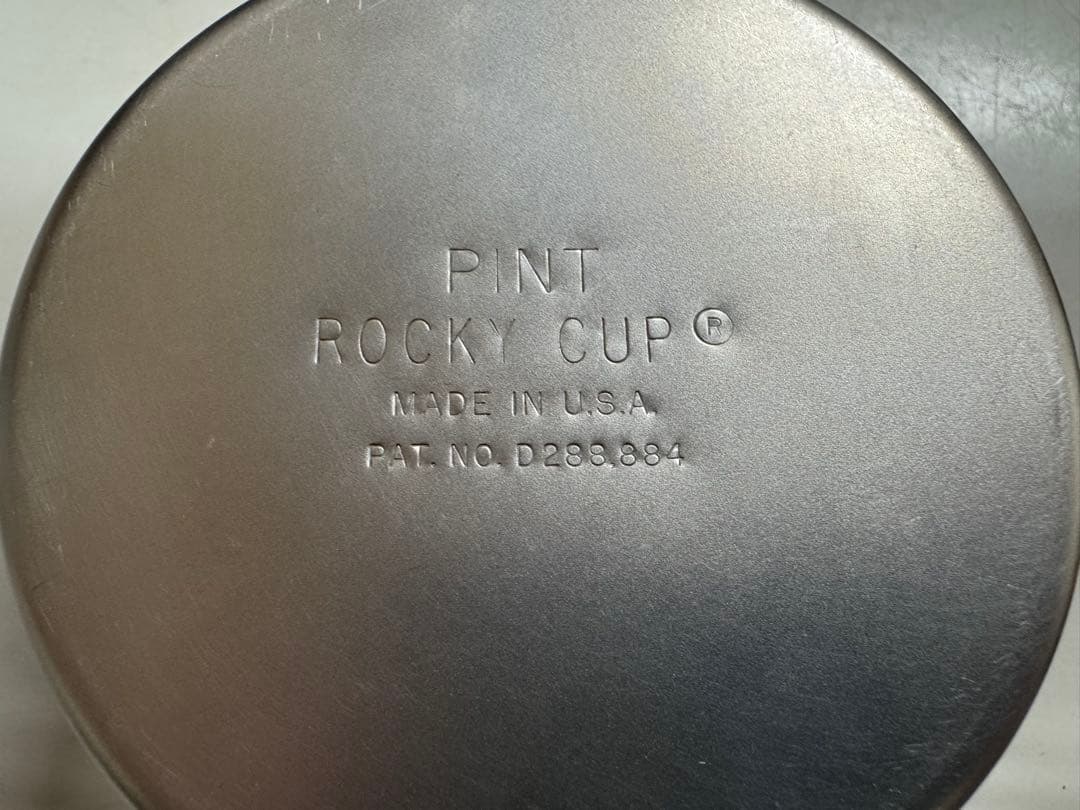 PINT
ROCKY CUP®
MADE IN U.S.A.
PAT. NO. D288,884